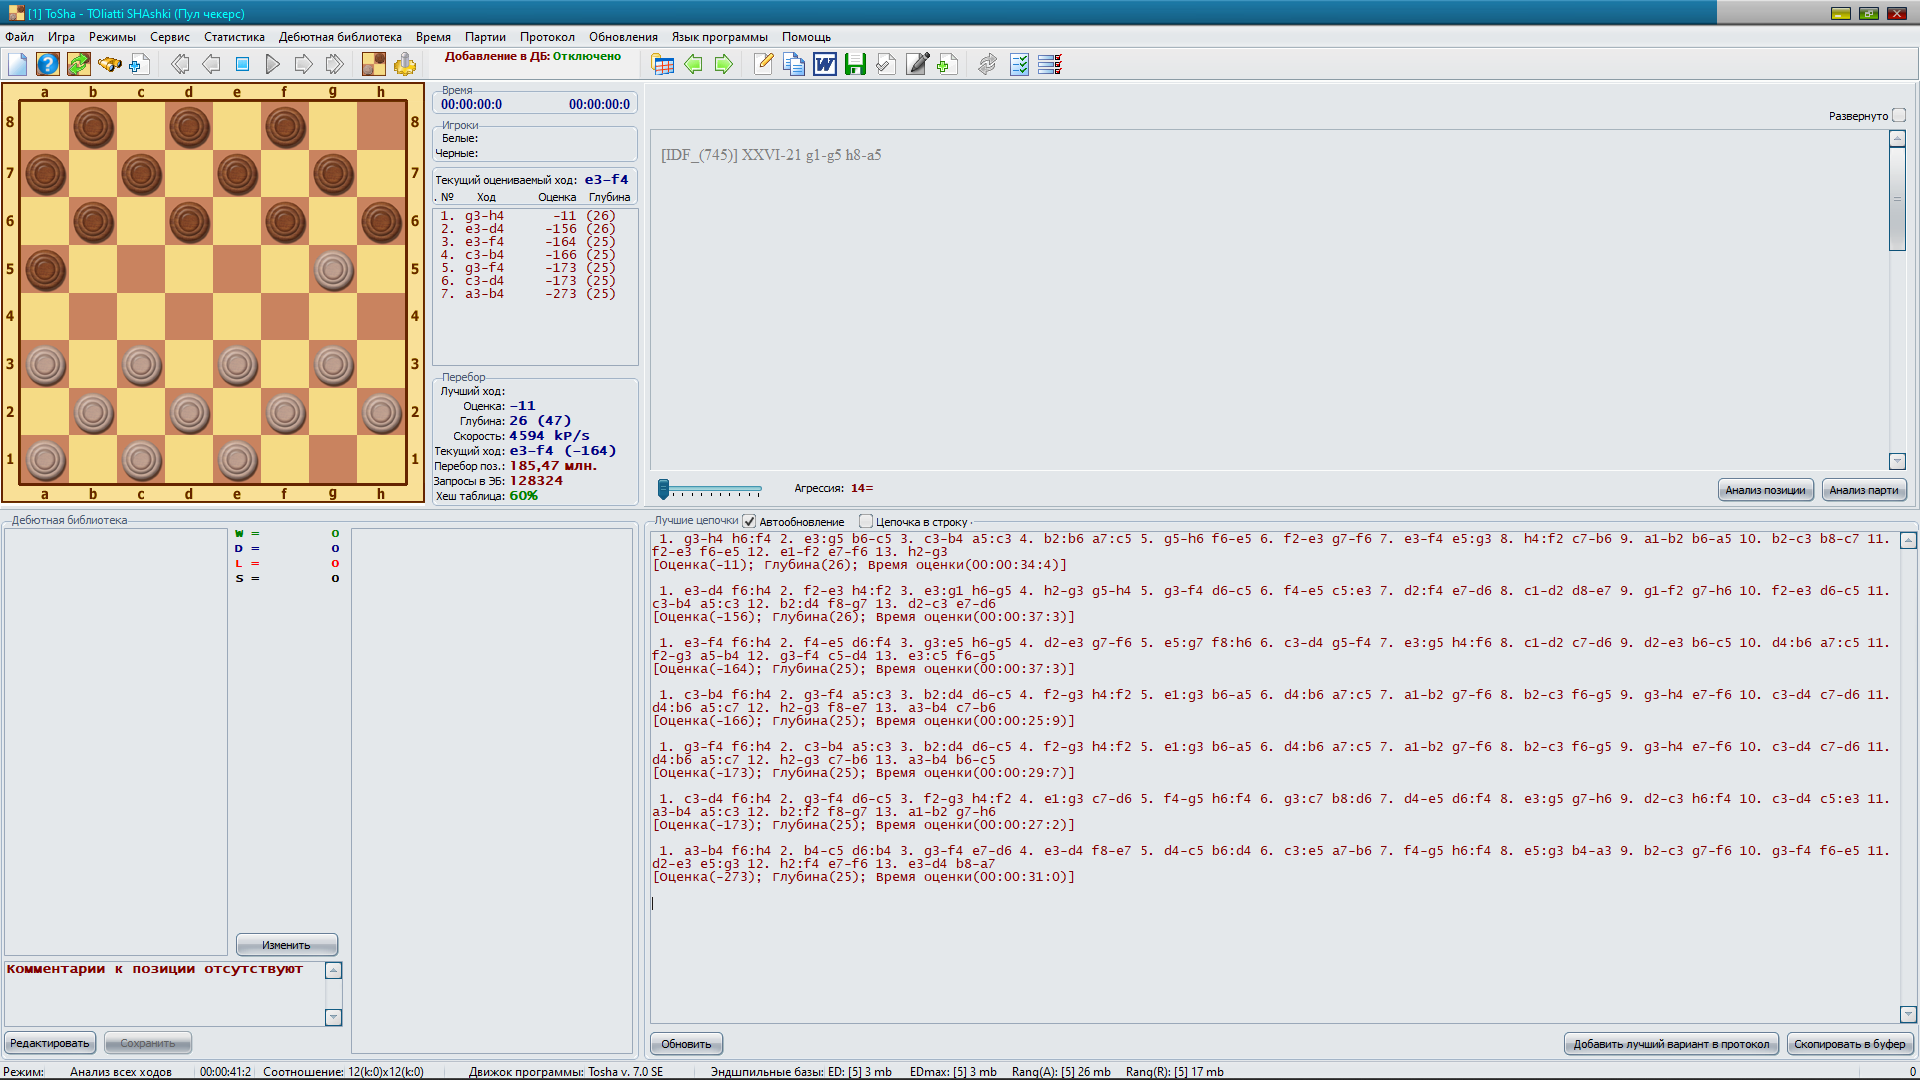 [1] ToSha - TOliatti SHAshki (Пул чекерс)
Файл Игра Режимы Сервис Статистика Дебютная библиотека Время Партии Протокол Обновления Язык программы Помощь
Добавление в ДБ: Отключено
a b c d e f g h
8 8
7 7
6 6
5 5
4 4
3 3
2 2
1 1
a b c d e f g h
Время
00:00:00:0 00:00:00:0
Игроки
Белые:
Черные:
Текущий оцениваемый ход: e3-f4
. № Ход Оценка Глубина
1. g3-h4 -11 (26)
2. e3-d4 -156 (26)
3. e3-f4 -164 (25)
4. c3-b4 -166 (25)
5. g3-f4 -173 (25)
6. c3-d4 -173 (25)
7. a3-b4 -273 (25)
Перебор
Лучший ход:
Оценка: -11
Глубина: 26 (47)
Скорость: 4594 kP/s
Текущий ход: e3-f4 (-164)
Перебор поз.: 185,47 млн.
Запросы в ЭБ: 128324
Хеш таблица: 60%
Развернуто
[IDF_(745)] XXVI-21 g1-g5 h8-a5
Агрессия: 14=
Анализ позиции Анализ парти
Дебютная библиотека
W = 0
D = 0
L = 0
S = 0
Изменить
Комментарии к позиции отсутствуют
Редактировать Сохранить
Лучшие цепочки Автообновление Цепочка в строку
1. g3-h4 h6:f4 2. e3:g5 b6-c5 3. c3-b4 a5:c3 4. b2:b6 a7:c5 5. g5-h6 f6-e5 6. f2-e3 g7-f6 7. e3-f4 e5:g3 8. h4:f2 c7-b6 9. a1-b2 b6-a5 10. b2-c3 b8-c7 11.
f2-e3 f6-e5 12. e1-f2 e7-f6 13. h2-g3
[Оценка(-11); Глубина(26); Время оценки(00:00:34:4)]
1. e3-d4 f6:h4 2. f2-e3 h4:f2 3. e3:g1 h6-g5 4. h2-g3 g5-h4 5. g3-f4 d6-c5 6. f4-e5 c5:e3 7. d2:f4 e7-d6 8. c1-d2 d8-e7 9. g1-f2 g7-h6 10. f2-e3 d6-c5 11.
c3-b4 a5:c3 12. b2:d4 f8-g7 13. d2-c3 e7-d6
[Оценка(-156); Глубина(26); Время оценки(00:00:37:3)]
1. e3-f4 f6:h4 2. f4-e5 d6:f4 3. g3:e5 h6-g5 4. d2-e3 g7-f6 5. e5:g7 f8:h6 6. c3-d4 g5-f4 7. e3:g5 h4:f6 8. c1-d2 c7-d6 9. d2-e3 b6-c5 10. d4:b6 a7:c5 11.
f2-g3 a5-b4 12. g3-f4 c5-d4 13. e3:c5 f6-g5
[Оценка(-164); Глубина(25); Время оценки(00:00:37:3)]
1. c3-b4 f6:h4 2. g3-f4 a5:c3 3. b2:d4 d6-c5 4. f2-g3 h4:f2 5. e1:g3 b6-a5 6. d4:b6 a7:c5 7. a1-b2 g7-f6 8. b2-c3 f6-g5 9. g3-h4 e7-f6 10. c3-d4 c7-d6 11.
d4:b6 a5:c7 12. h2-g3 f8-e7 13. a3-b4 c7-b6
[Оценка(-166); Глубина(25); Время оценки(00:00:25:9)]
1. g3-f4 f6:h4 2. c3-b4 a5:c3 3. b2:d4 d6-c5 4. f2-g3 h4:f2 5. e1:g3 b6-a5 6. d4:b6 a7:c5 7. a1-b2 g7-f6 8. b2-c3 f6-g5 9. g3-h4 e7-f6 10. c3-d4 c7-d6 11.
d4:b6 a5:c7 12. h2-g3 c7-b6 13. a3-b4 b6-c5
[Оценка(-173); Глубина(25); Время оценки(00:00:29:7)]
1. c3-d4 f6:h4 2. g3-f4 d6-c5 3. f2-g3 h4:f2 4. e1:g3 c7-d6 5. f4-g5 h6:f4 6. g3:c7 b8:d6 7. d4-e5 d6:f4 8. e3:g5 g7-h6 9. d2-c3 h6:f4 10. c3-d4 c5:e3 11.
a3-b4 a5:c3 12. b2:f2 f8-g7 13. a1-b2 g7-h6
[Оценка(-173); Глубина(25); Время оценки(00:00:27:2)]
1. a3-b4 f6:h4 2. b4-c5 d6:b4 3. g3-f4 e7-d6 4. e3-d4 f8-e7 5. d4-c5 b6:d4 6. c3:e5 a7-b6 7. f4-g5 h6:f4 8. e5:g3 b4-a3 9. b2-c3 g7-f6 10. g3-f4 f6-e5 11.
d2-e3 e5:g3 12. h2:f4 e7-f6 13. e3-d4 b8-a7
[Оценка(-273); Глубина(25); Время оценки(00:00:31:0)]
Обновить Добавить лучший вариант в протокол Скопировать в буфер
Режим: Анализ всех ходов 00:00:41:2 Соотношение: 12(k:0)x12(k:0) Движок программы: Tosha v. 7.0 SE Эндшпильные базы: ED: [5] 3 mb EDmax: [5] 3 mb Rang(A): [5] 26 mb Rang(R): [5] 17 mb 0